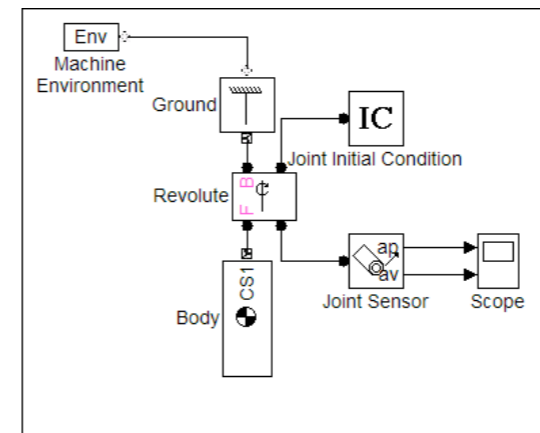 Env
Machine
Environment
Ground
IC
Joint Initial Condition
B
Revolute
F
ap
av
Joint Sensor
Scope
CS1
Body